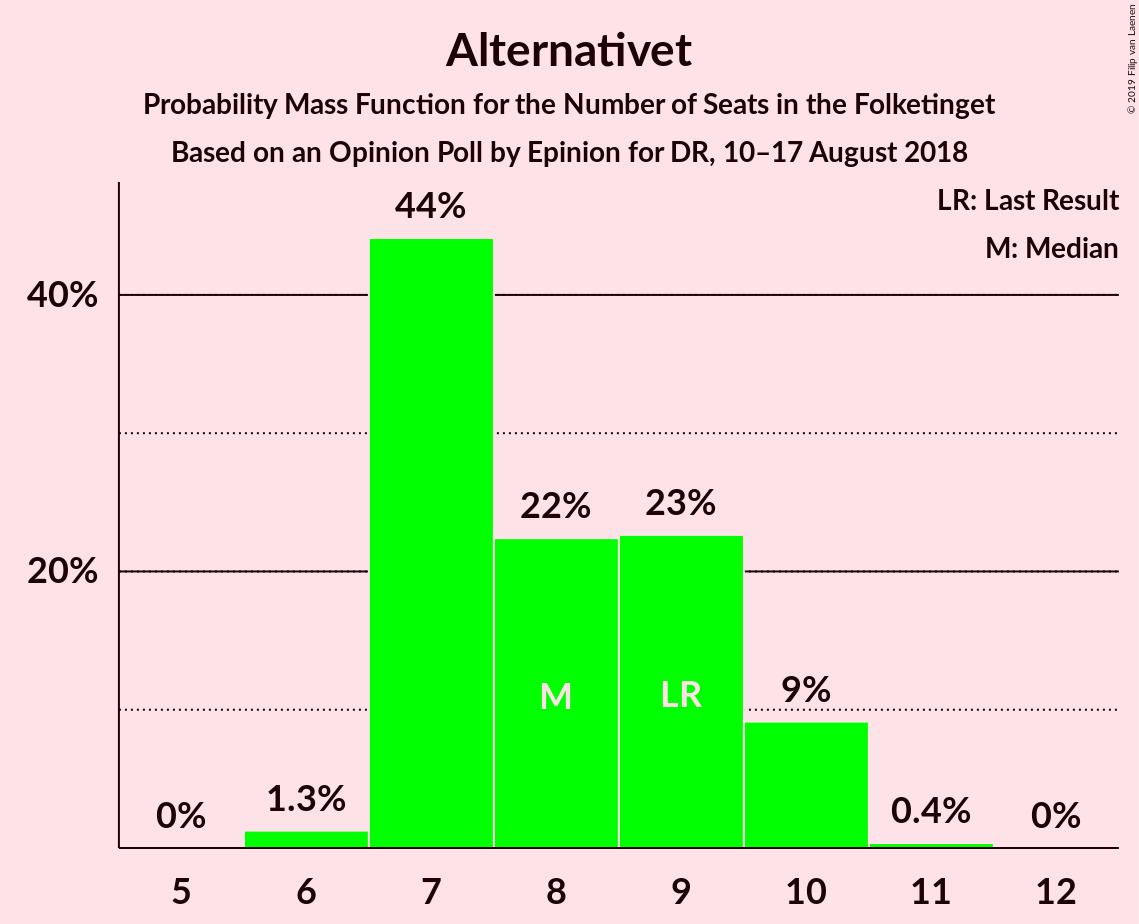 Alternativet
Probability Mass Function for the Number of Seats in the Folketinget
Based on an Opinion Poll by Epinion for DR, 10–17 August 2018
© 2019 Filip van Laenen
LR: Last Result
M: Median
44%
40%
22%
23%
20%
M
LR
9%
0%
1.3%
0.4%
0%
5 6 7 8 9 10 11 12